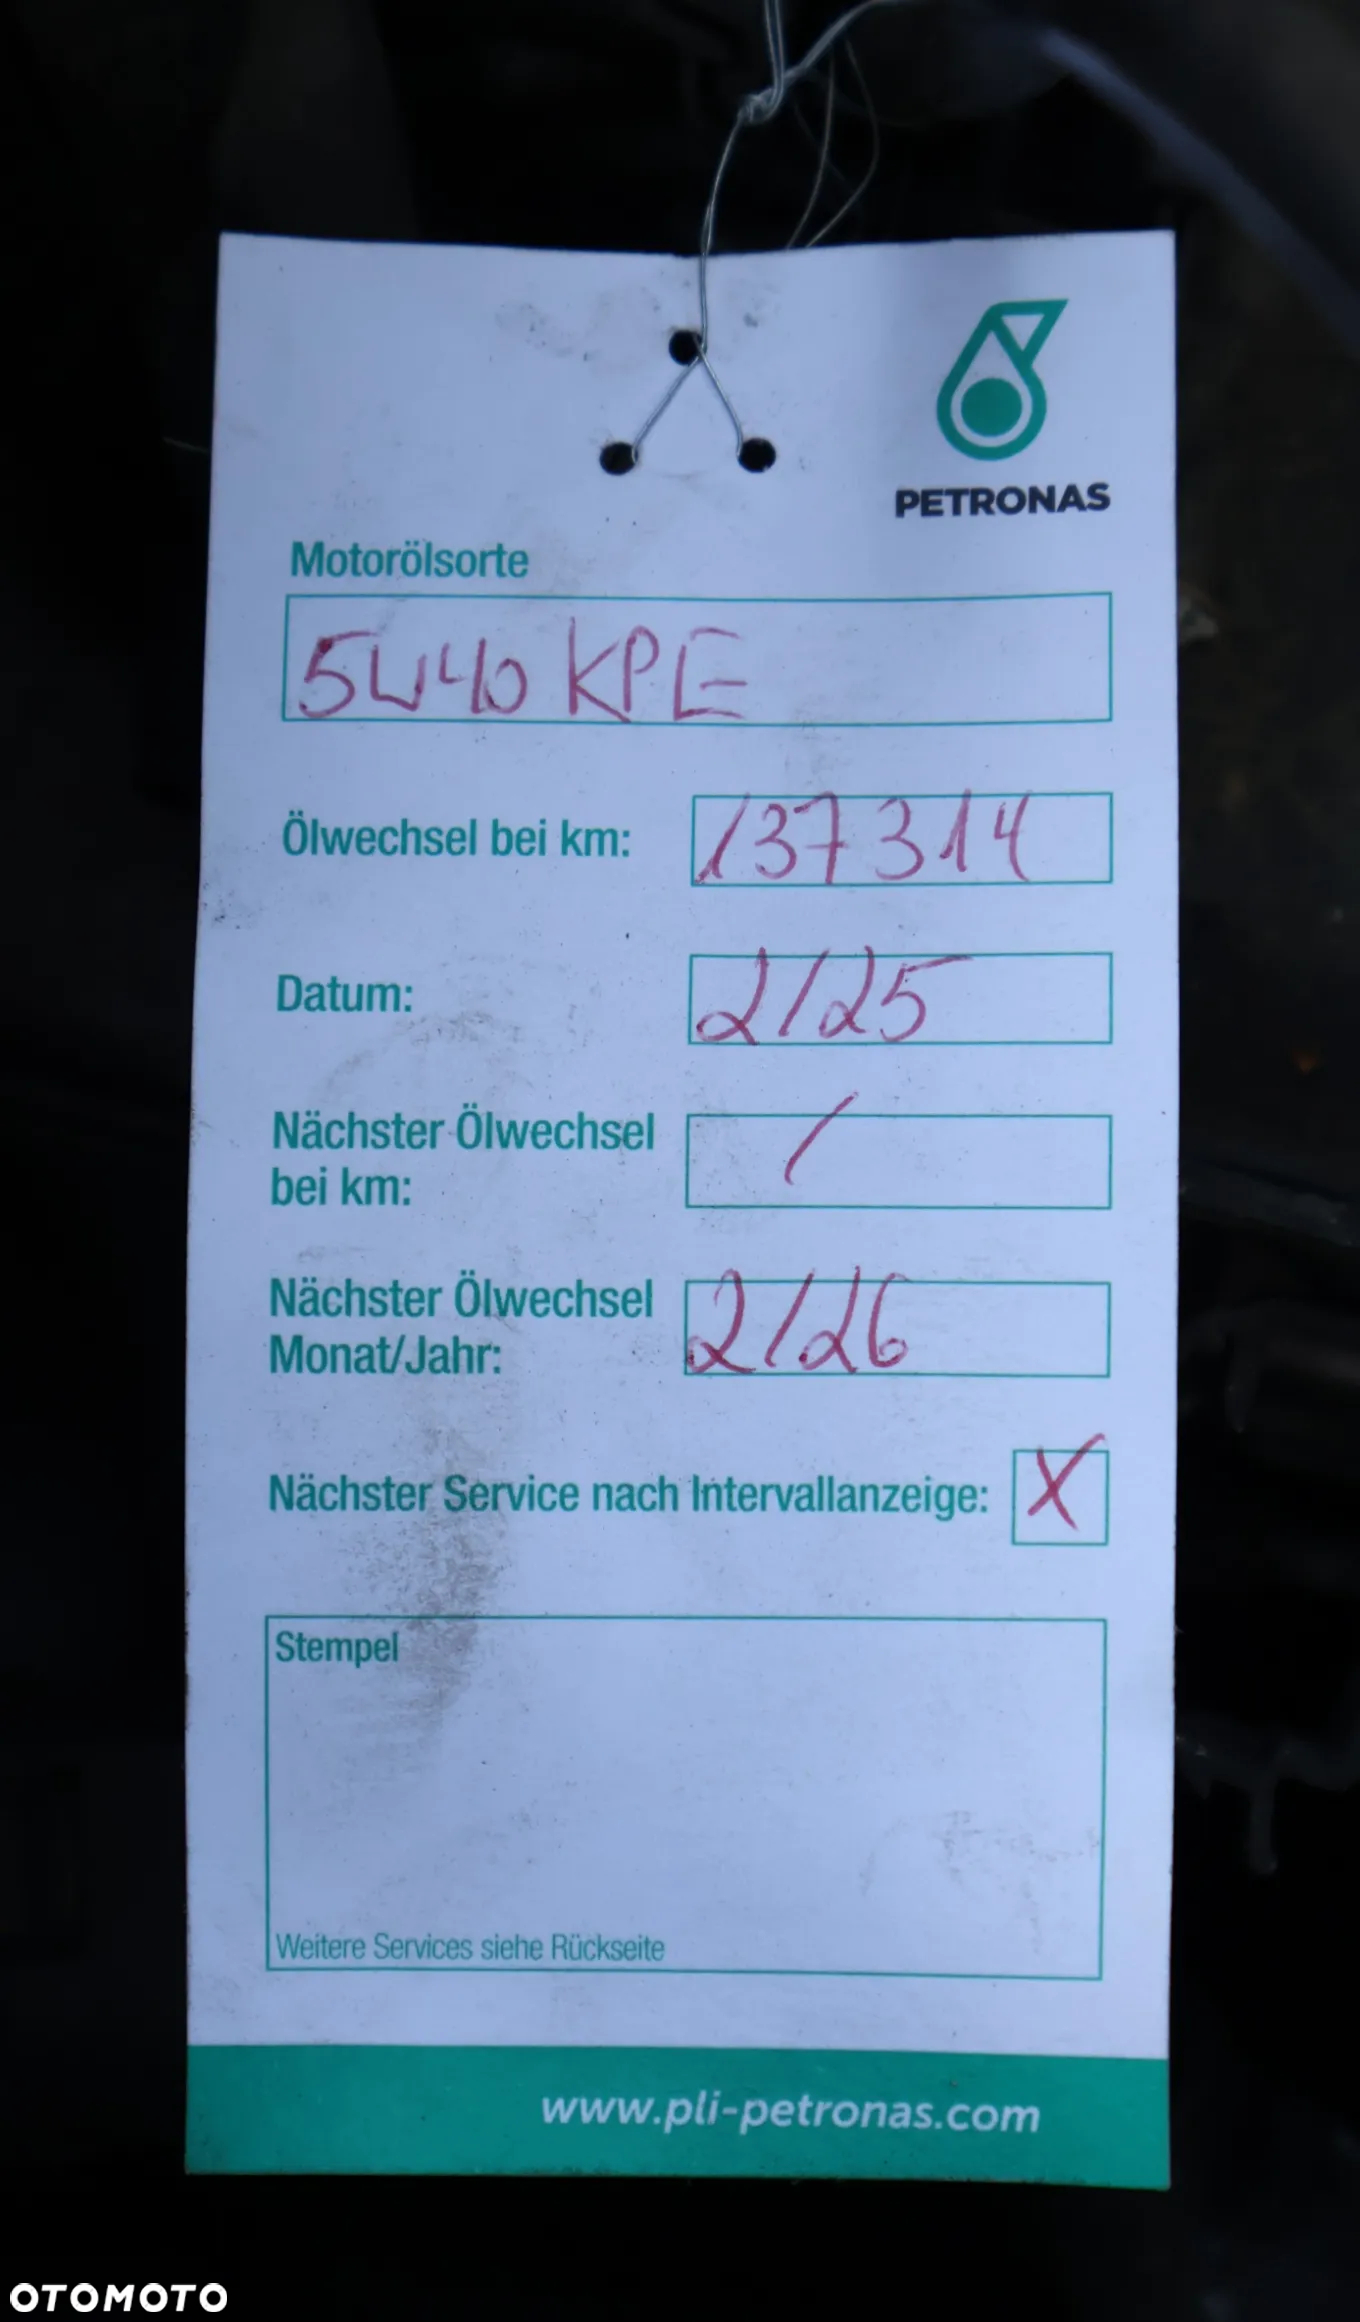 PETRONAS
Motorölsorte
5W40 KPE
Ölwechsel bei km: 137314
Datum: 2/25
Nächster Ölwechsel
bei km: /
Nächster Ölwechsel
Monat/Jahr: 2/26
Nächster Service nach Intervallanzeige: X
Stempel
Weitere Services siehe Rückseite
www.pli-petronas.com
OTOMOTO